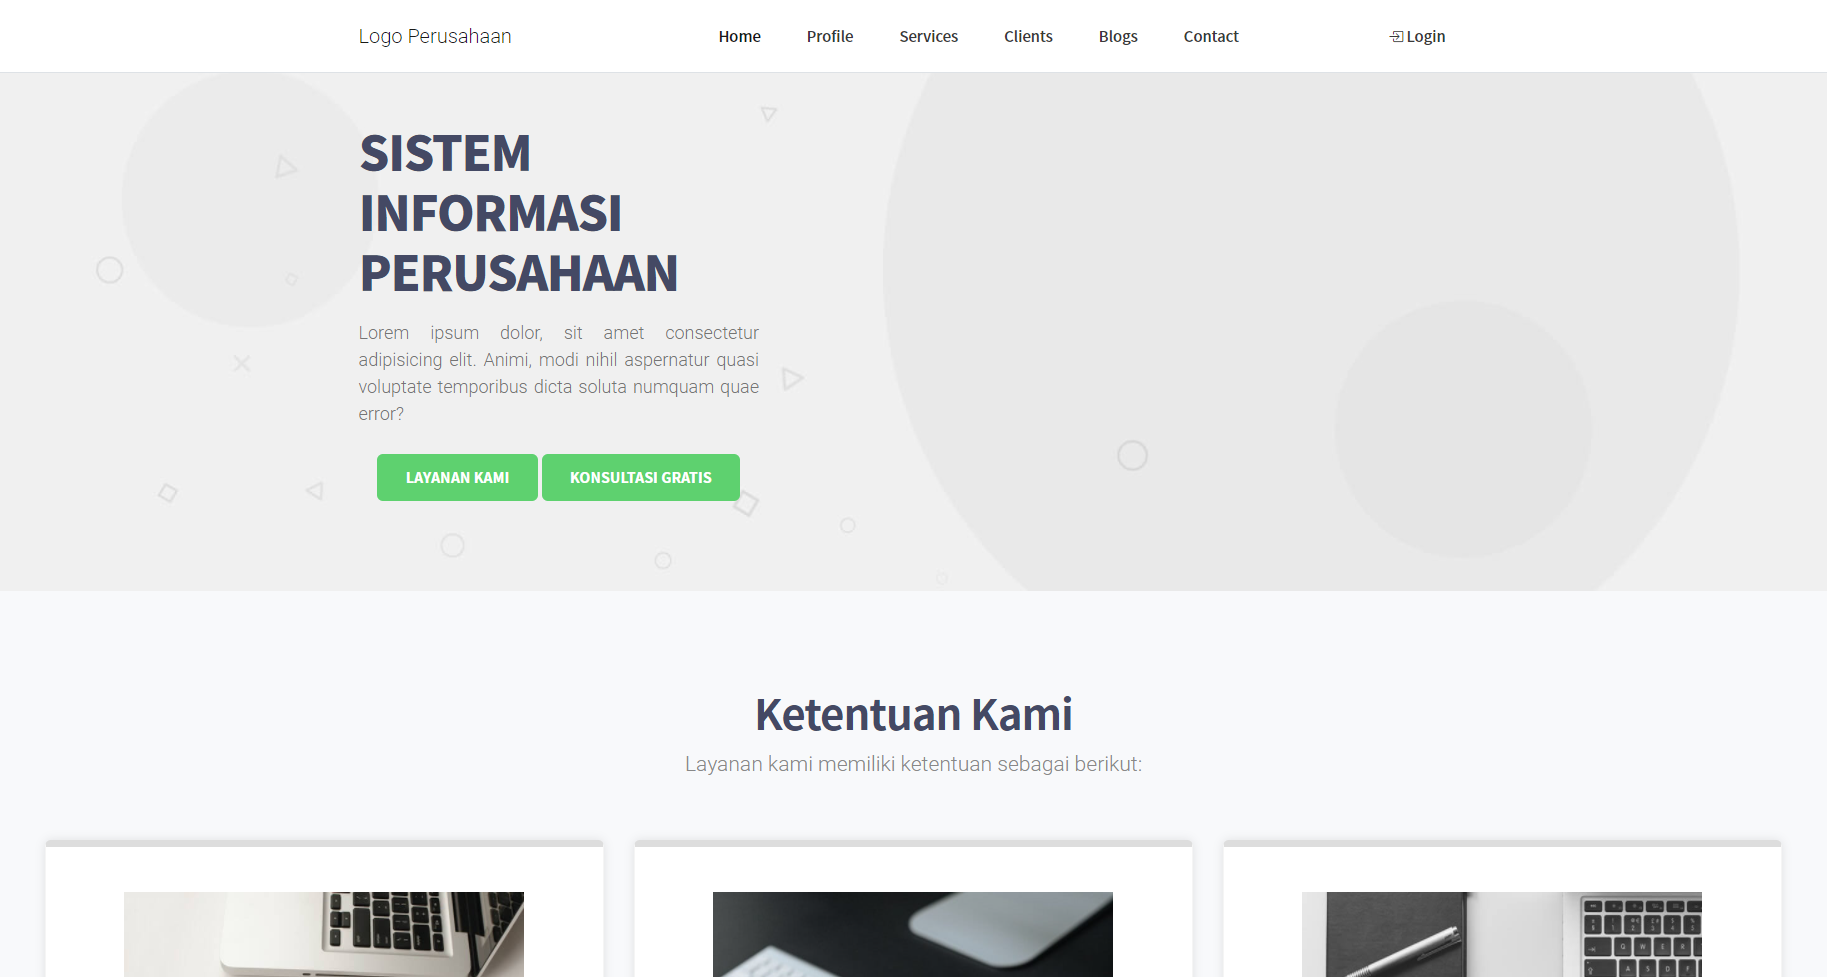 Logo Perusahaan
Home Profile Services Clients Blogs Contact
Login
SISTEM
INFORMASI
PERUSAHAAN
Lorem ipsum dolor, sit amet consectetur
adipisicing elit. Animi, modi nihil aspernatur quasi
voluptate temporibus dicta soluta numquam quae
error?
LAYANAN KAMI
KONSULTASI GRATIS
Ketentuan Kami
Layanan kami memiliki ketentuan sebagai berikut: